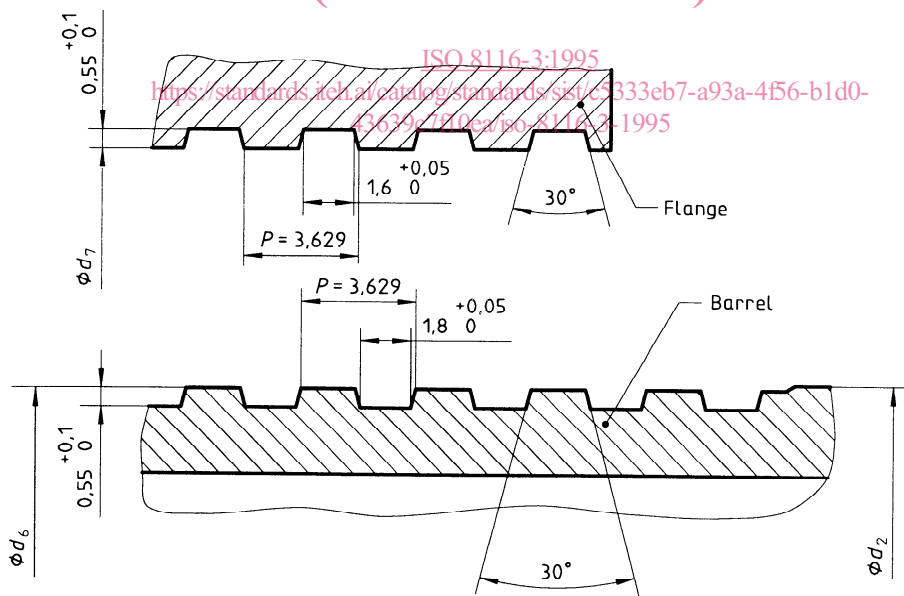 ISO 8116-3:1995
https://standards.iteh.ai/catalog/standards/sist/c5333eb7-a93a-4f56-b1d0-
43639c7f10ea/iso-8116-3-1995
0,55 +0,1 0
1,6 +0,05 0
30°
Flange
P = 3,629
Φd7
P = 3,629
1,8 +0,05 0
Barrel
0,55 +0,1 0
Φd6
30°
Φd2